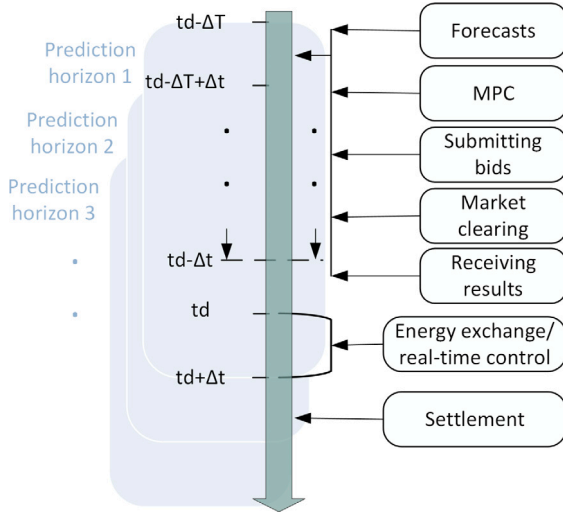 td-ΔT
Forecasts
Prediction
horizon 1
td-ΔT+Δt
MPC
Prediction
horizon 2
Submitting
bids
Prediction
horizon 3
Market
clearing
td-Δt
Receiving
results
td
Energy exchange/
real-time control
td+Δt
Settlement